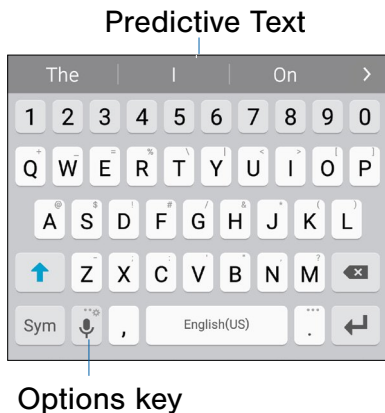 Predictive Text
The I On >
1 2 3 4 5 6 7 8 9 0
+ _ = % \ | < > [ ]
Q W E R T Y U I O P
@ $ ! # / & * ( )
A S D F G H J K L
- ' : ; " ?
Z X C V B N M
Sym , English(US) .
Options key